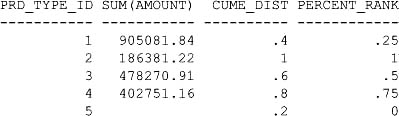 PRD_TYPE_ID SUM(AMOUNT) CUME_DIST PERCENT_RANK
----------- ----------- ---------- ------------
1 905081.84 .4 .25
2 186381.22 1 1
3 478270.91 .6 .5
4 402751.16 .8 .75
5 .2 0